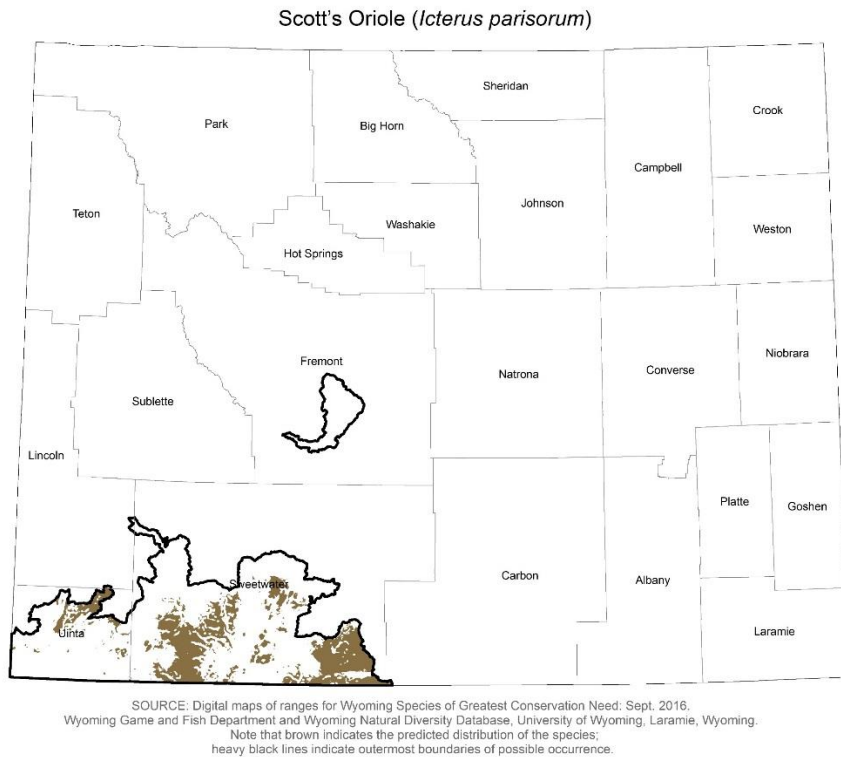 Scott's Oriole (Icterus parisorum)
Sheridan
Crook
Park
Big Horn
Campbell
Johnson
Teton
Washakie
Weston
Hot Springs
Fremont
Niobrara
Natrona
Converse
Sublette
Lincoln
Platte
Goshen
Carbon
Sweetwater
Albany
Uinta
Laramie
SOURCE: Digital maps of ranges for Wyoming Species of Greatest Conservation Need: Sept. 2016.
Wyoming Game and Fish Department and Wyoming Natural Diversity Database, University of Wyoming, Laramie, Wyoming.
Note that brown indicates the predicted distribution of the species;
heavy black lines indicate outermost boundaries of possible occurrence.